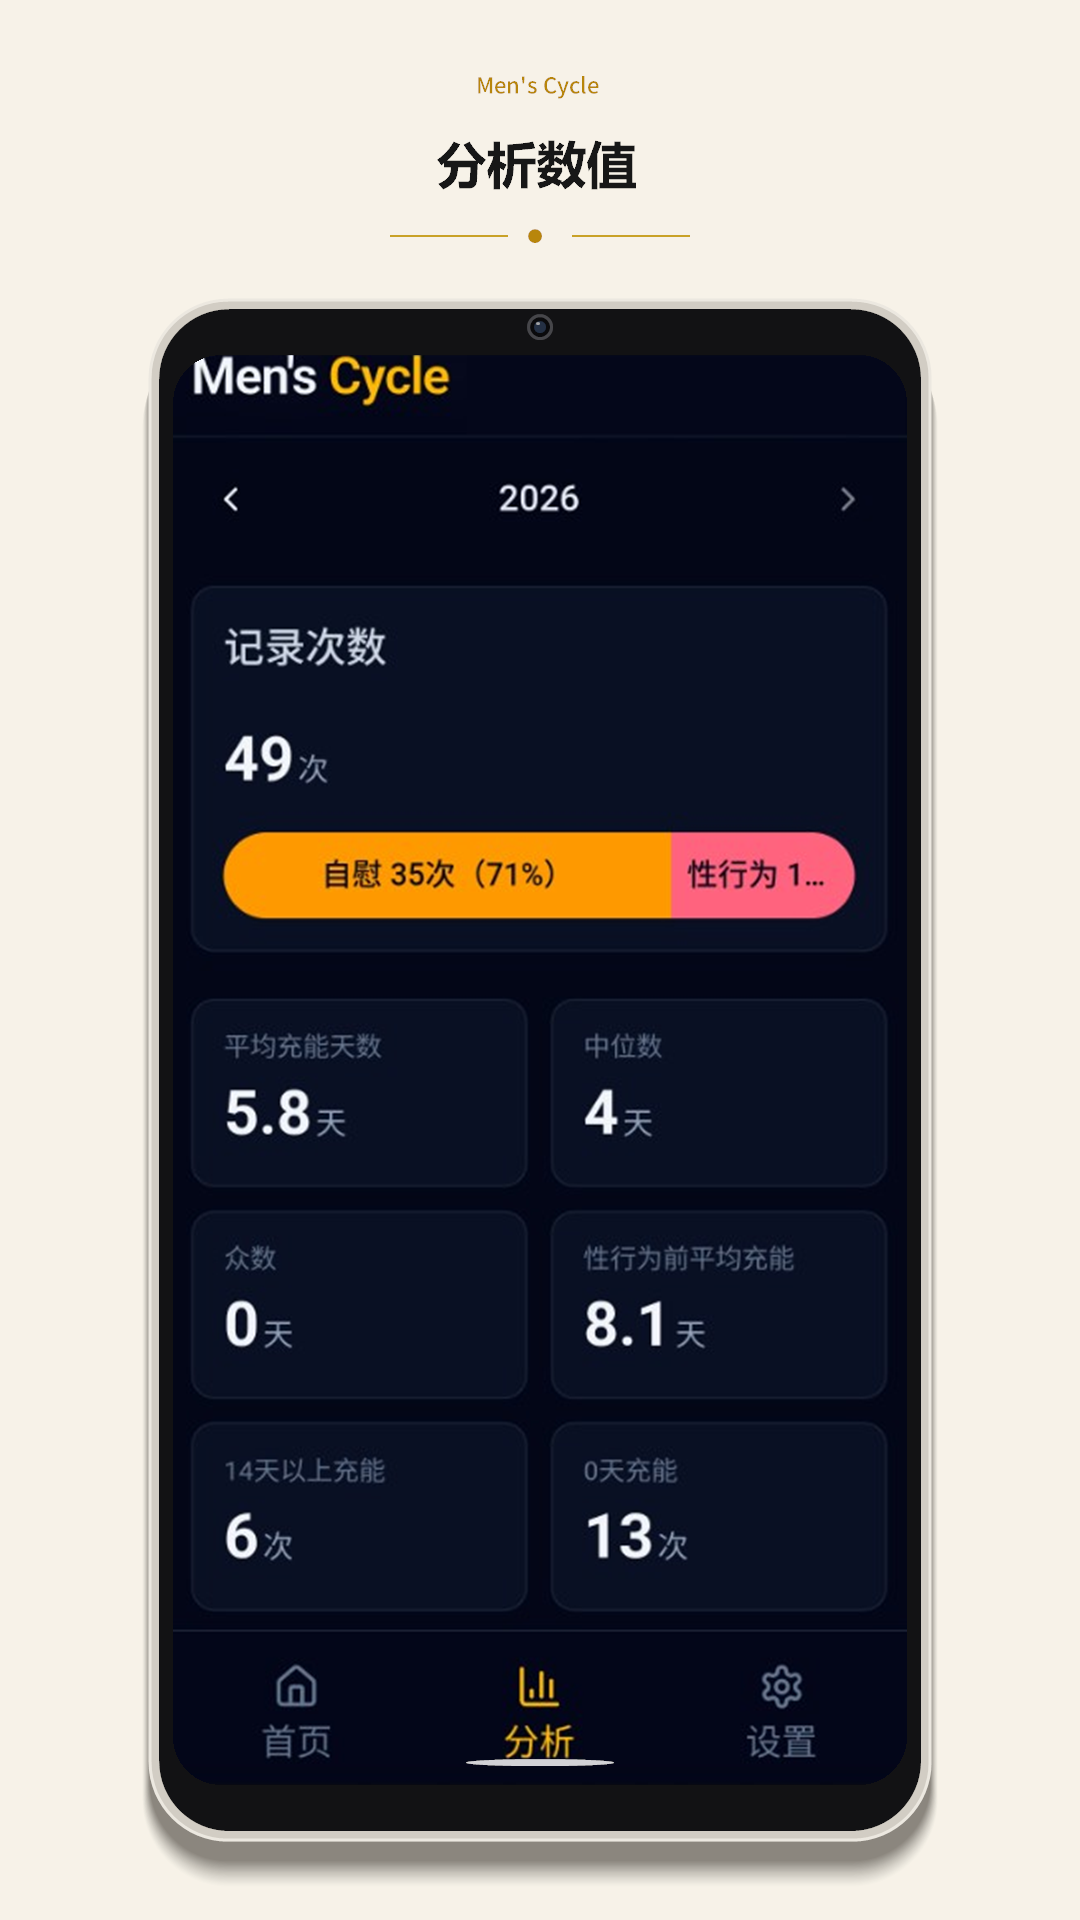 Men's Cycle
分析数值
Men's Cycle
2026
记录次数
49次
自慰 35次（71%）
性行为 1...
平均充能天数
5.8天
中位数
4天
众数
0天
性行为前平均充能
8.1天
14天以上充能
6次
0天充能
13次
首页
分析
设置